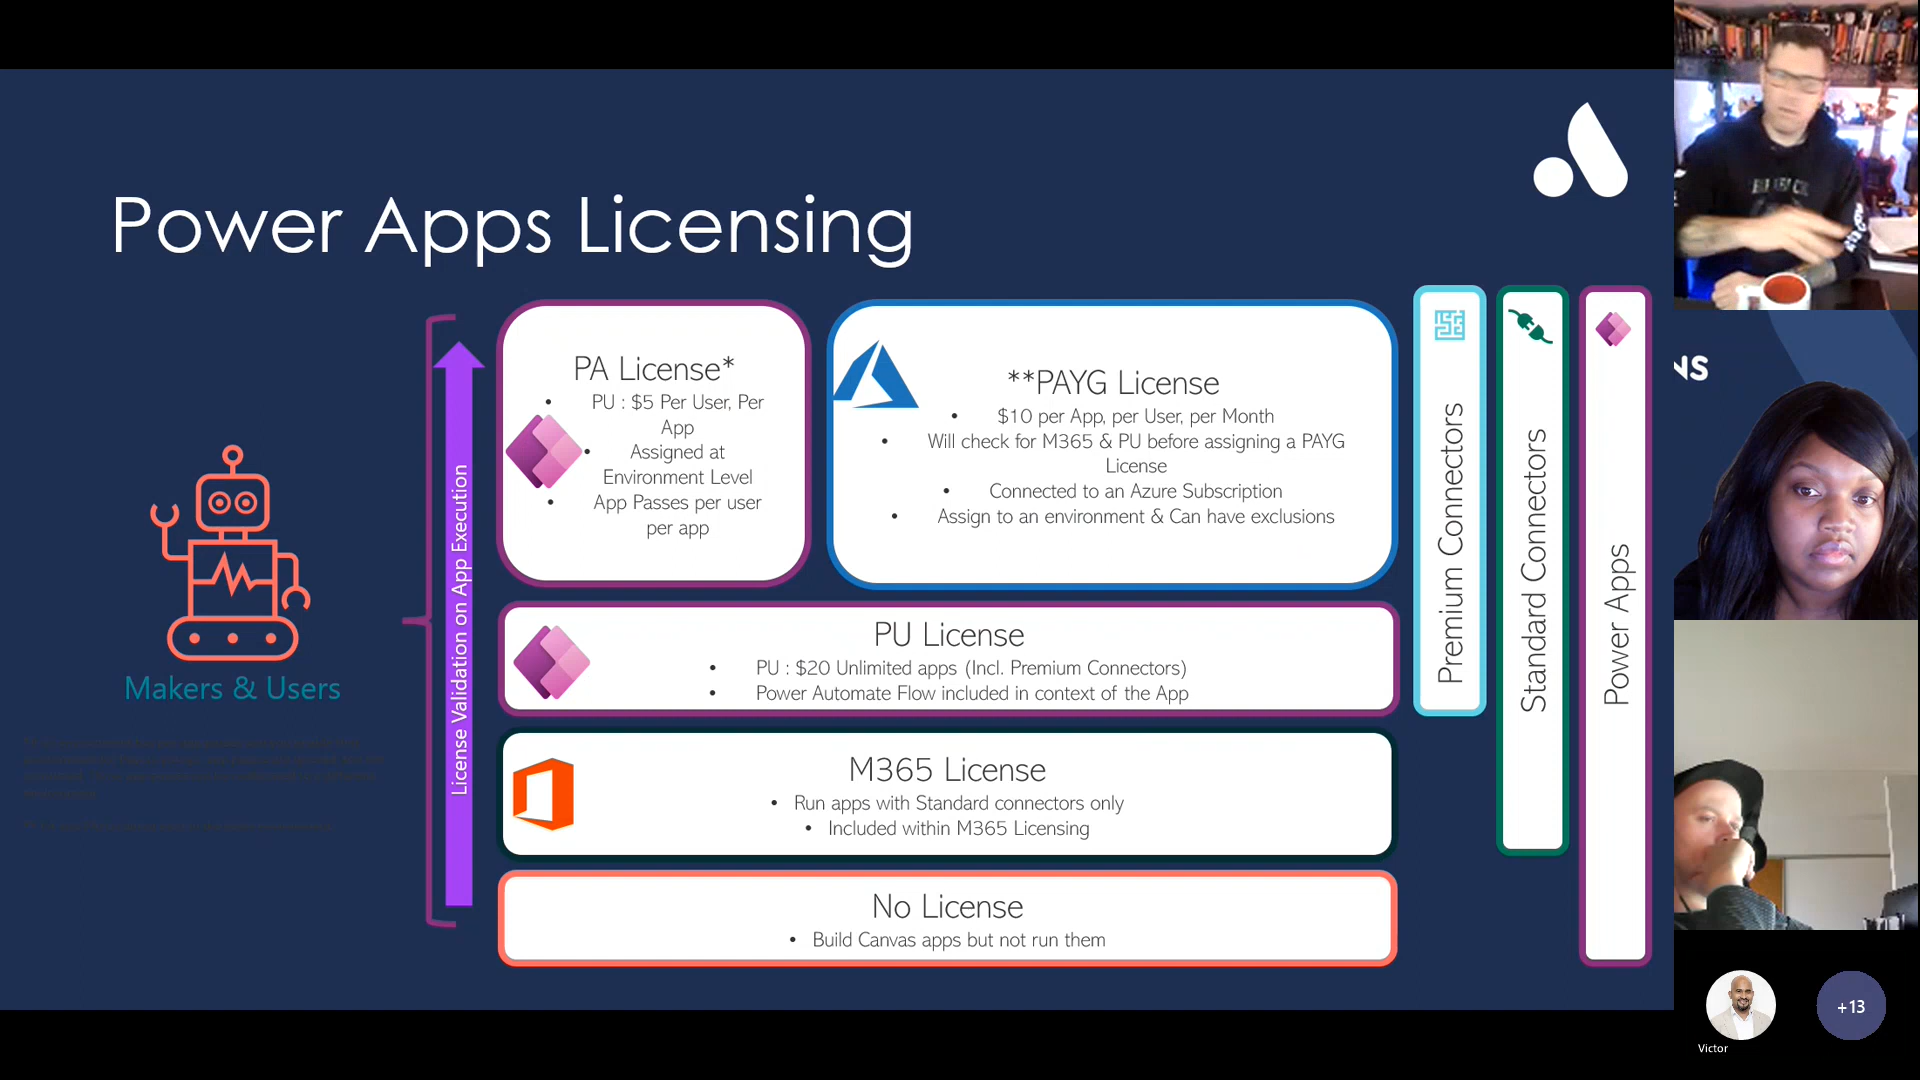 Power Apps Licensing
Makers & Users
License Validation on App Execution
PA License*
• PU : $5 Per User, Per
App
• Assigned at
Environment Level
• App Passes per user
per app
**PAYG License
• $10 per App, per User, per Month
• Will check for M365 & PU before assigning a PAYG
License
• Connected to an Azure Subscription
• Assign to an environment & Can have exclusions
PU License
• PU : $20 Unlimited apps (Incl. Premium Connectors)
• Power Automate Flow included in context of the App
M365 License
• Run apps with Standard connectors only
• Included within M365 Licensing
No License
• Build Canvas apps but not run them
Premium Connectors
Standard Connectors
Power Apps
NS
Victor
+13